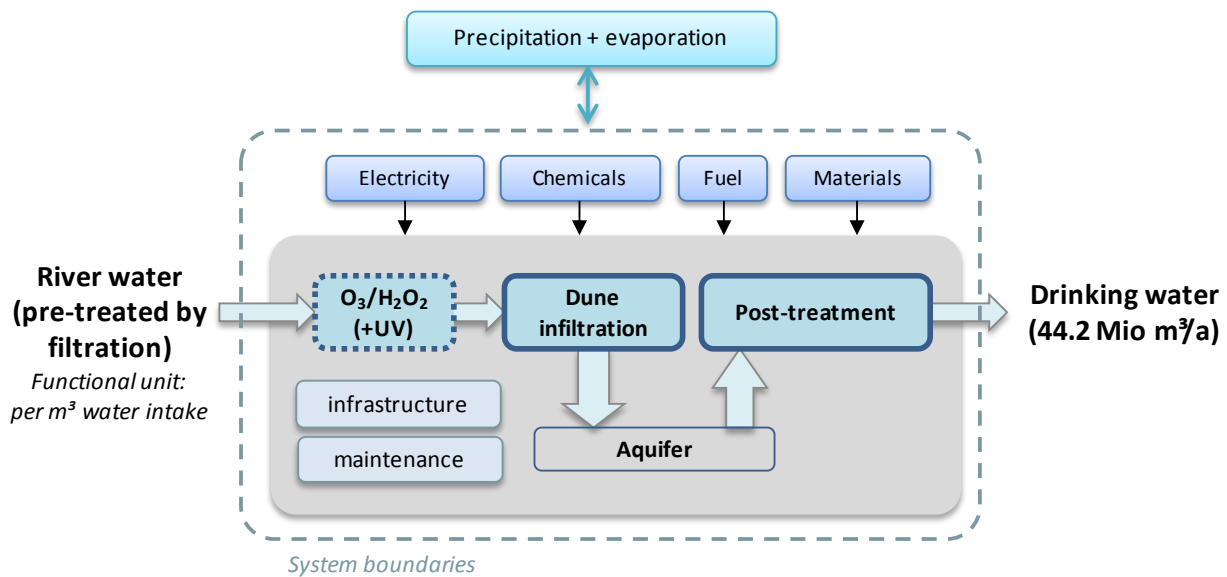 Precipitation + evaporation
Electricity
Chemicals
Fuel
Materials
River water
(pre-treated by
filtration)
Functional unit:
per m³ water intake
O₃/H₂O₂
(+UV)
Dune
infiltration
Post-treatment
Drinking water
(44.2 Mio m³/a)
infrastructure
maintenance
Aquifer
System boundaries